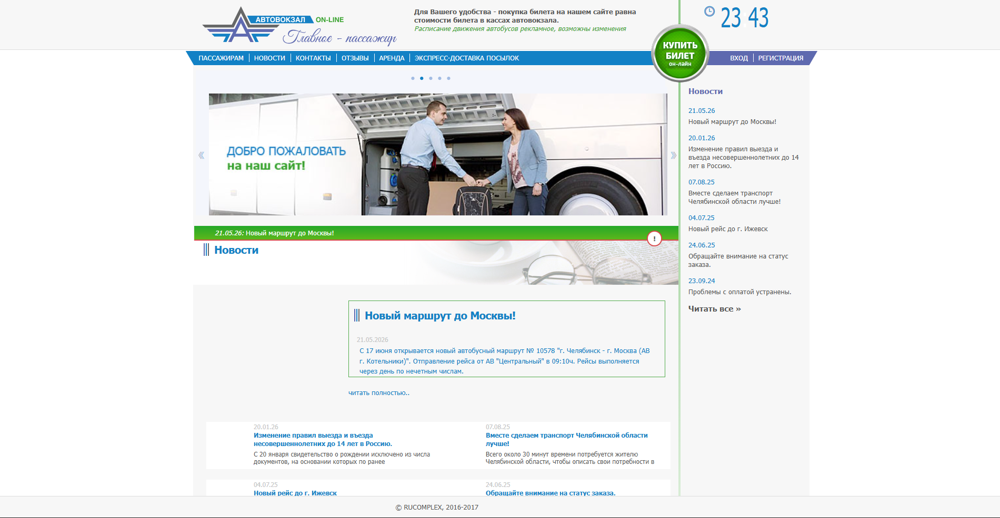 АВТОВОКЗАЛ ON-LINE
Главное - пассажир
Для Вашего удобства - покупка билета на нашем сайте равна
стоимости билета в кассах автовокзала.
Расписание движения автобусов рекламное, возможны изменения
23:43
КУПИТЬ
БИЛЕТ
он-лайн
ПАССАЖИРАМ
НОВОСТИ
КОНТАКТЫ
ОТЗЫВЫ
АРЕНДА
ЭКСПРЕСС-ДОСТАВКА ПОСЫЛОК
ВХОД
РЕГИСТРАЦИЯ
ДОБРО ПОЖАЛОВАТЬ
на наш сайт!
21.05.26: Новый маршрут до Москвы!
!
Новости
Новый маршрут до Москвы!
21.05.2026
С 17 июня открывается новый автобусный маршрут № 10578 "г. Челябинск - г. Москва (АВ
г. Котельники)". Отправление рейса от АВ "Центральный" в 09:10ч. Рейсы выполняется
через день по нечетным числам.
читать полностью..
20.01.26
Изменение правил выезда и въезда
несовершеннолетних до 14 лет в Россию.
С 20 января свидетельство о рождении исключено из числа
документов, на основании которых по ранее
07.08.25
Вместе сделаем транспорт Челябинской области
лучше!
Всего около 30 минут времени потребуется жителю
Челябинской области, чтобы описать свои потребности в
04.07.25
Новый рейс до г. Ижевск
24.06.25
Обращайте внимание на статус заказа.
Новости
21.05.26
Новый маршрут до Москвы!
20.01.26
Изменение правил выезда и
въезда несовершеннолетних до 14
лет в Россию.
07.08.25
Вместе сделаем транспорт
Челябинской области лучше!
04.07.25
Новый рейс до г. Ижевск
24.06.25
Обращайте внимание на статус
заказа.
23.09.24
Проблемы с оплатой устранены.
Читать все »
© RUCOMPLEX, 2016-2017